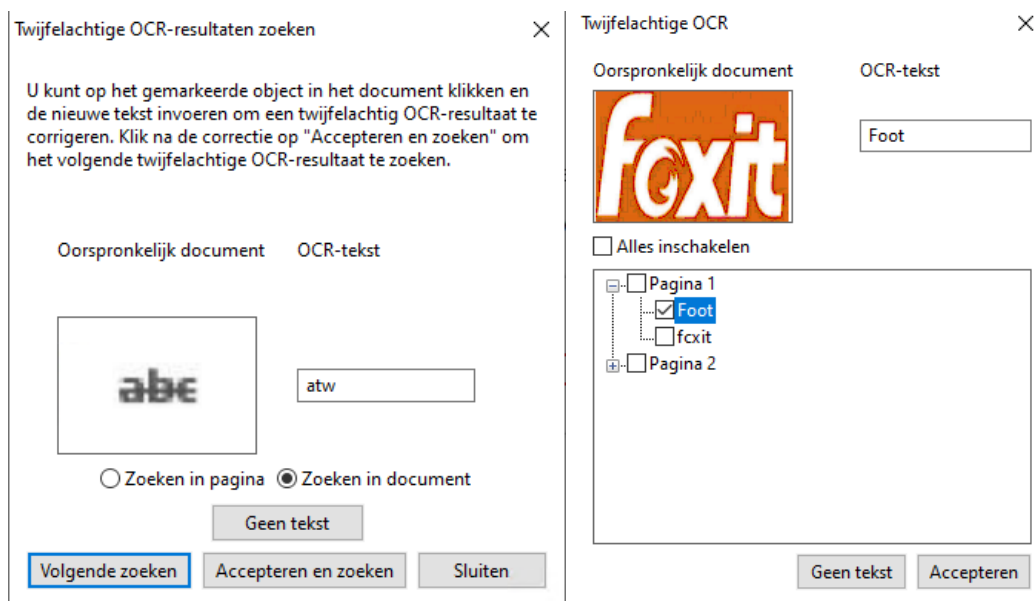 Twijfelachtige OCR-resultaten zoeken
U kunt op het gemarkeerde object in het document klikken en
de nieuwe tekst invoeren om een twijfelachtig OCR-resultaat te
corrigeren. Klik na de correctie op "Accepteren en zoeken" om
het volgende twijfelachtige OCR-resultaat te zoeken.
Oorspronkelijk document OCR-tekst
abc
atw
Zoeken in pagina Zoeken in document
Geen tekst
Volgende zoeken Accepteren en zoeken Sluiten
Twijfelachtige OCR
Oorspronkelijk document OCR-tekst
foxit
Foot
Alles inschakelen
Pagina 1
Foot
fcxit
Pagina 2
Geen tekst Accepteren